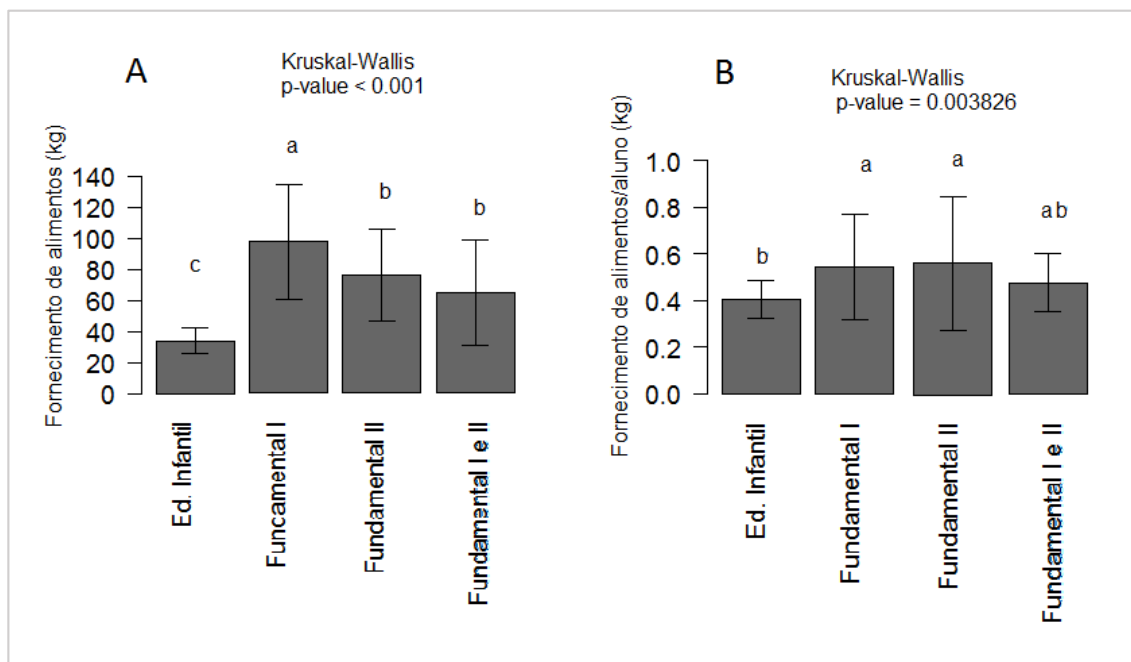 A
Kruskal-Wallis
p-value < 0.001
Fornecimento de alimentos (kg)
140
120
100
80
60
40
20
0
c
a
b
b
Ed. Infantil
Funcamental I
Fundamental II
Fundamental I e II
B
Kruskal-Wallis
p-value = 0.003826
Fornecimento de alimentos/aluno (kg)
1.0
0.8
0.6
0.4
0.2
0.0
b
a
a
ab
Ed. Infantil
Fundamental I
Fundamental II
Fundamental I e II